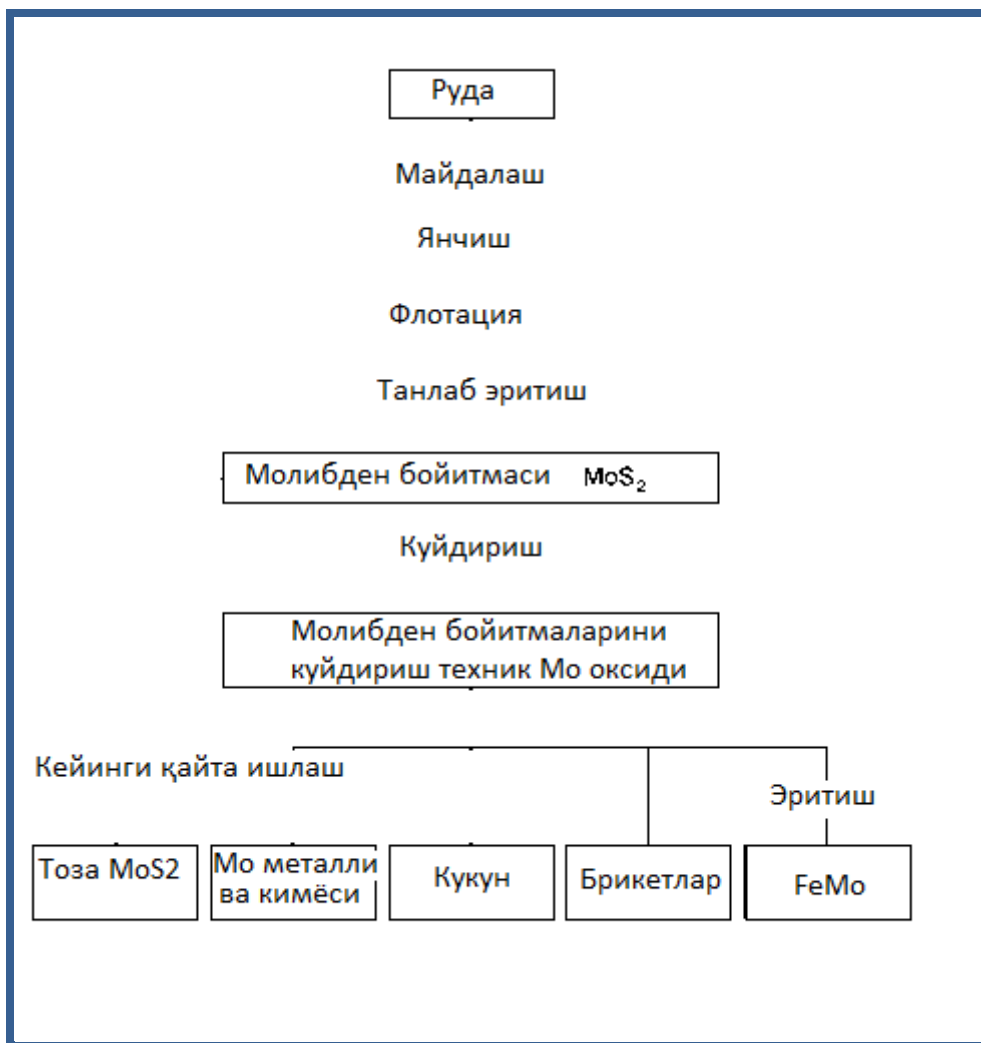 Руда
Майдалаш
Янчиш
Флотация
Танлаб эритиш
Молибден бойитмаси MoS₂
Куйдириш
Молибден бойитмаларини
куйдириш техник Мо оксиди
Кейинги қайта ишлаш
Эритиш
Тоза MoS2
Мо металли
ва кимёси
Кукун
Брикетлар
FeMo